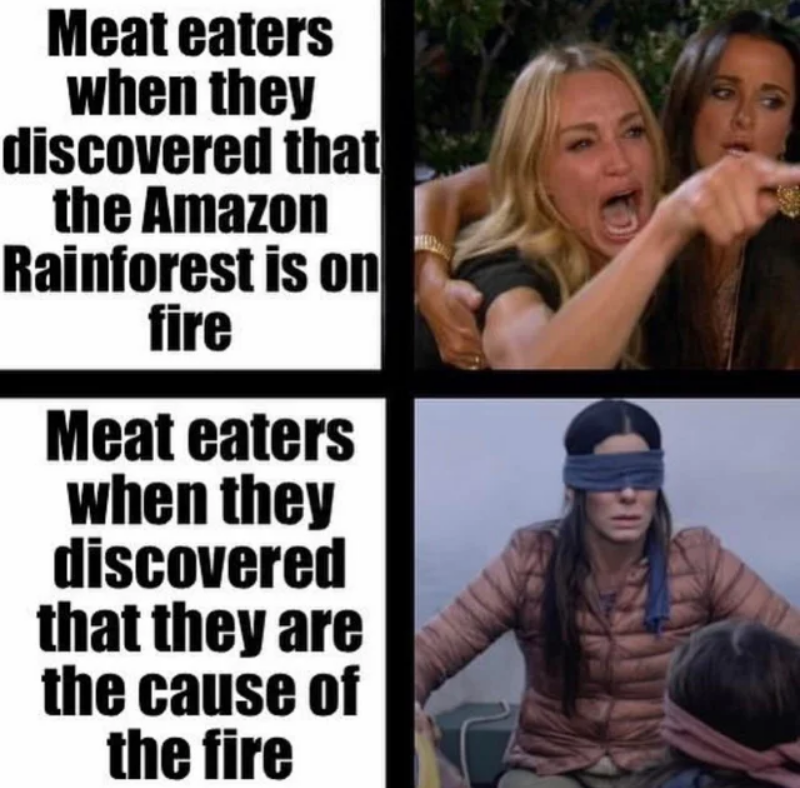 Meat eaters
when they
discovered that
the Amazon
Rainforest is on
fire
Meat eaters
when they
discovered
that they are
the cause of
the fire